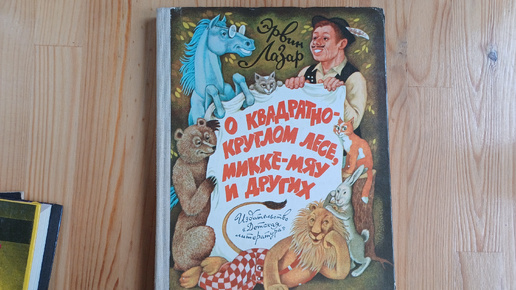 Эрвин
Лазар
О КВАДРАТНО-
КРУГЛОМ ЛЕСЕ,
МИККЕ-МЯУ
И ДРУГИХ
Издательство
«Детская
литература»